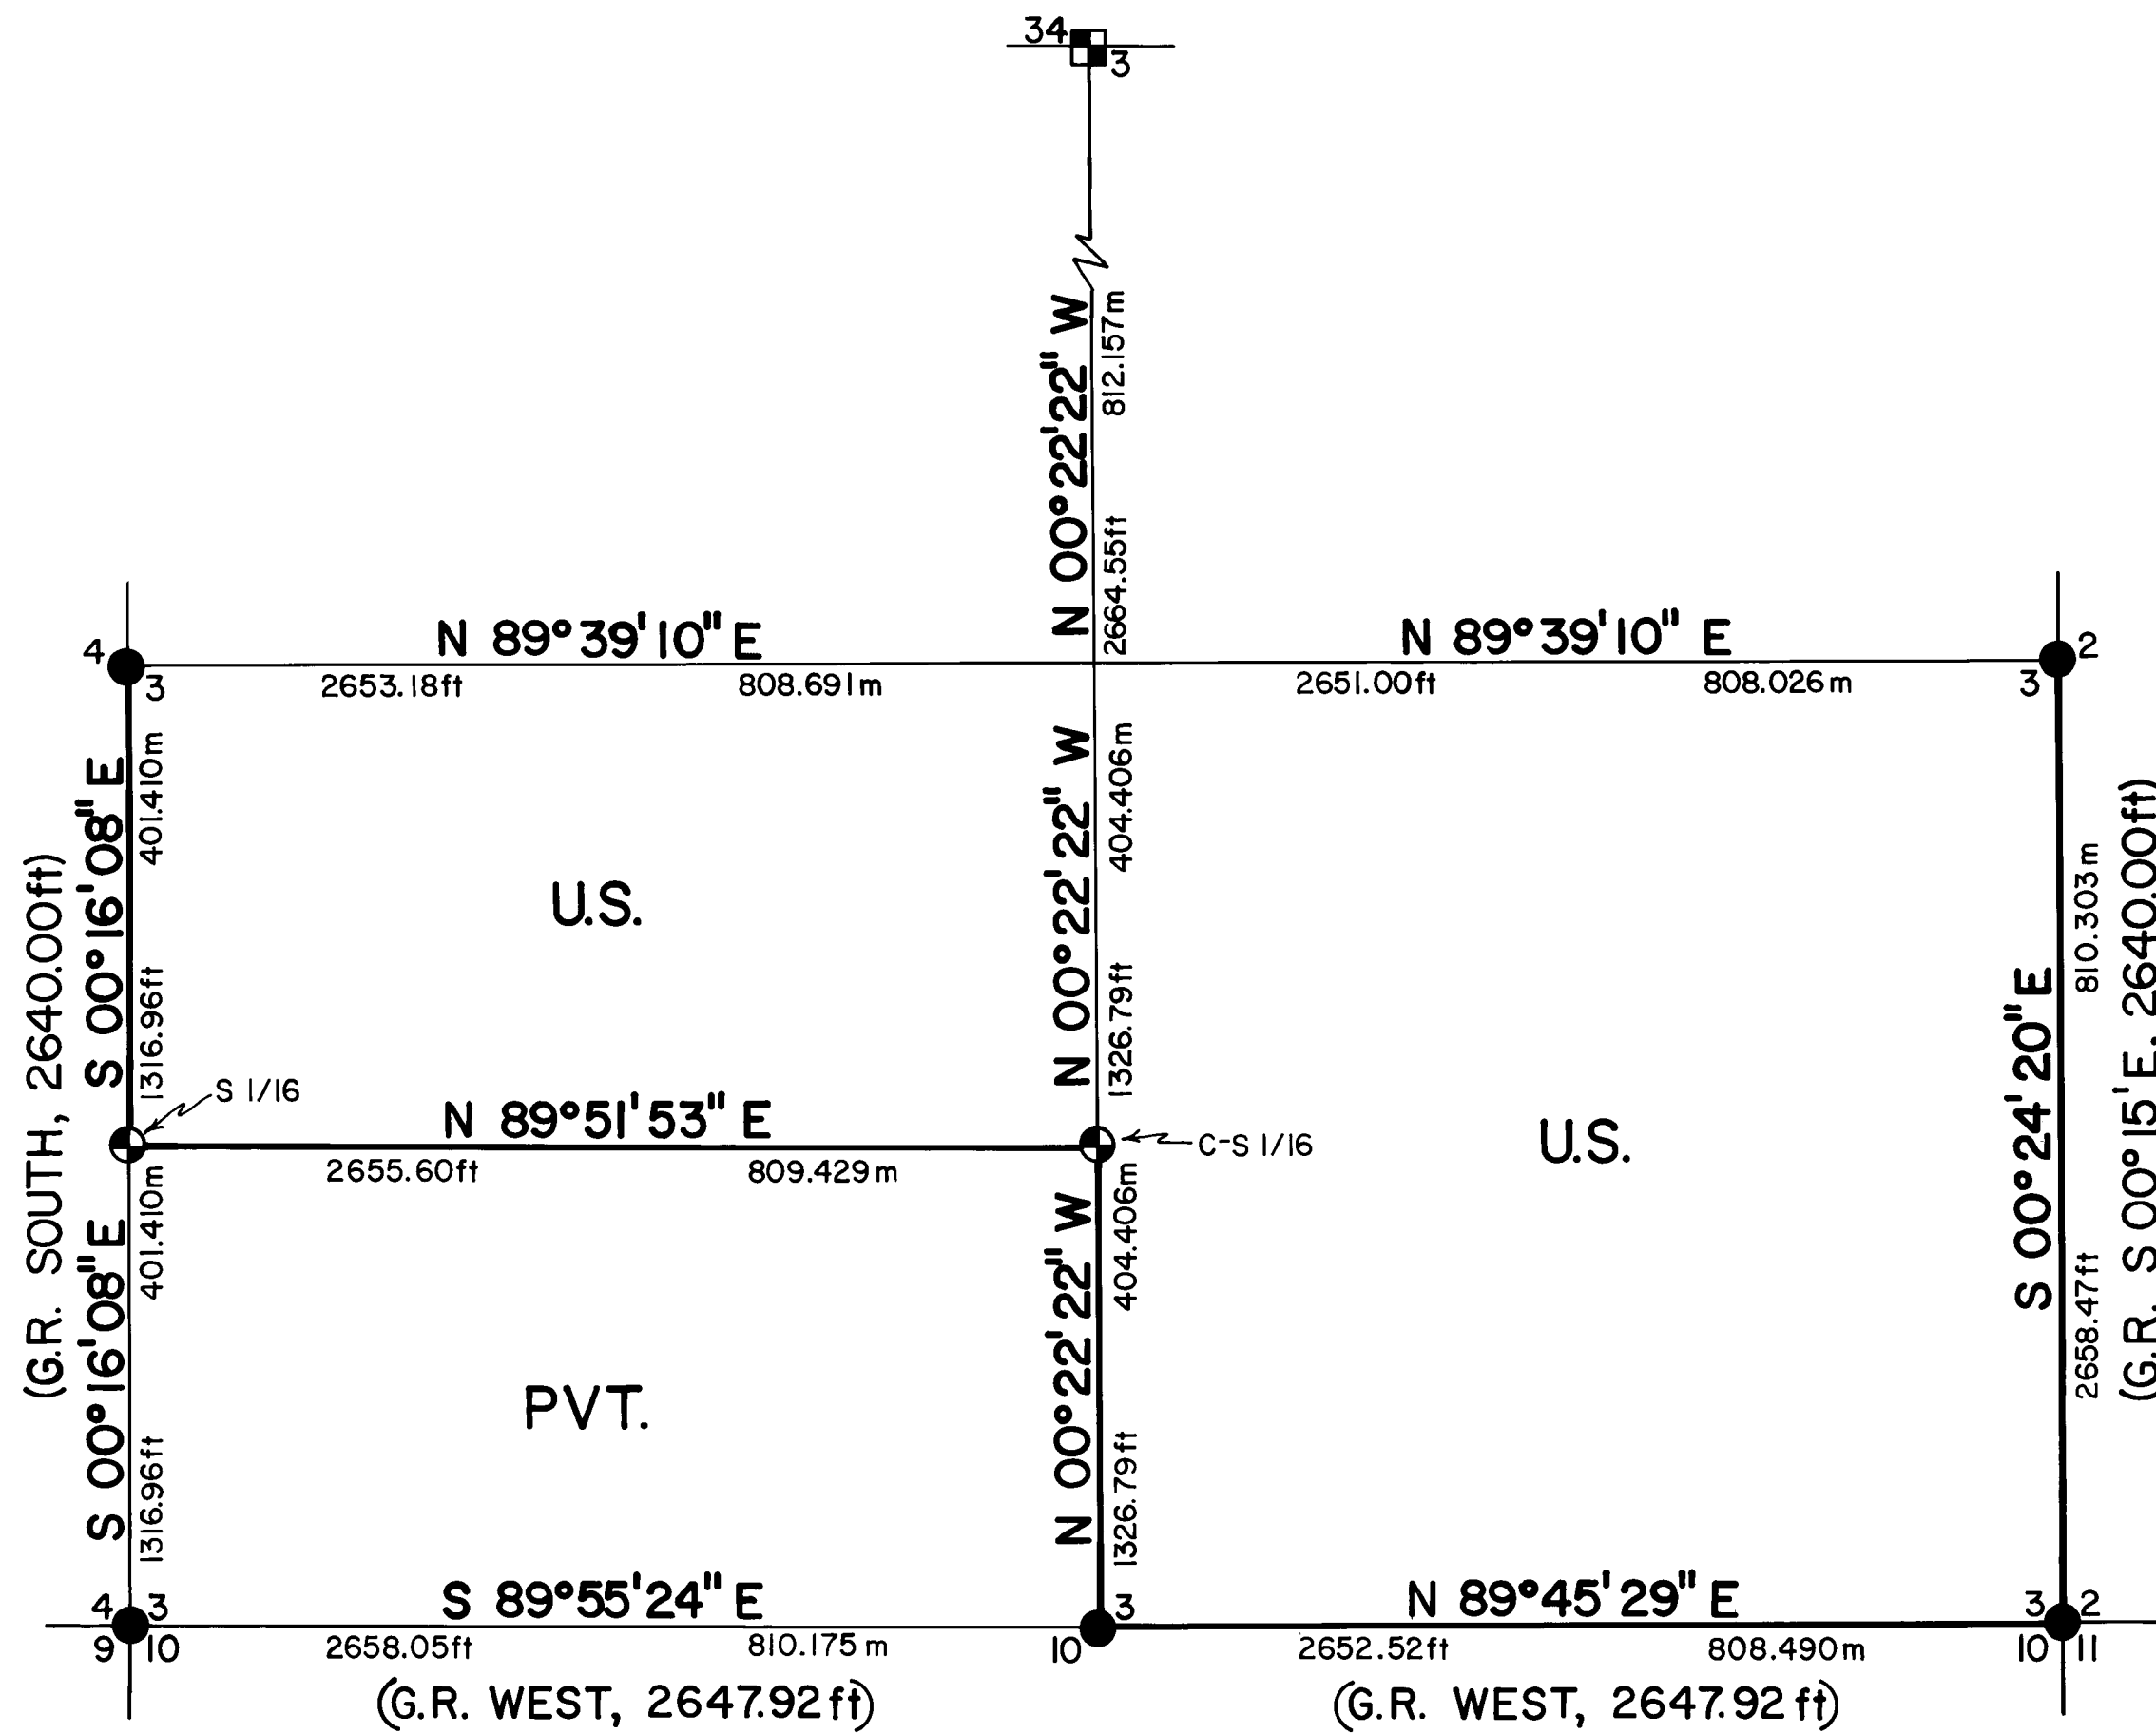 34
3
N 00°22'22" W
812.157m
2664.55ft
N 89°39'10" E
N 89°39'10" E
4
3
2
3
2653.18ft
808.691m
2651.00ft
808.026m
S 00°16'08" E
401.410m
1316.96ft
N 00°22'22" W
404.406m
1326.79ft
U.S.
(G.R. SOUTH, 2640.00ft)
S 00°24'20" E
810.303m
2658.47ft
(G.R. S 00°15'E, 2640.00ft)
S 1/16
N 89°51'53" E
C-S 1/16
U.S.
2655.60ft
809.429m
S 00°16'08" E
401.410m
1316.96ft
N 00°22'22" W
404.406m
1326.79ft
PVT.
S 89°55'24" E
N 89°45'29" E
4
3
3
3
2
9
10
10
10
11
2658.05ft
810.175m
2652.52ft
808.490m
(G.R. WEST, 2647.92ft)
(G.R. WEST, 2647.92ft)